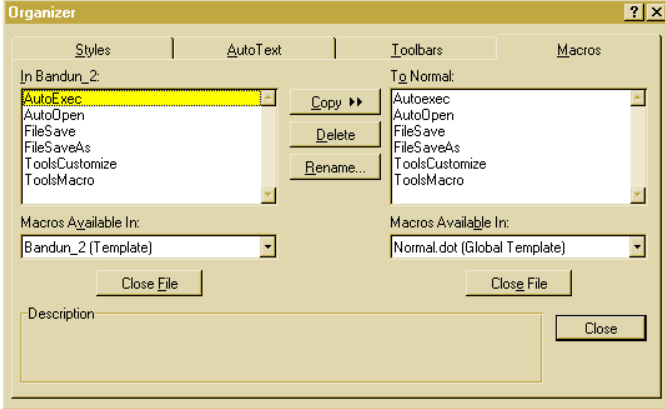 Organizer
Styles
AutoText
Toolbars
Macros
In Bandun_2:
AutoExec
AutoOpen
FileSave
FileSaveAs
ToolsCustomize
ToolsMacro
Copy
Delete
Rename...
To Normal:
Autoexec
AutoOpen
FileSave
FileSaveAs
ToolsCustomize
ToolsMacro
Macros Available In:
Bandun_2 (Template)
Close File
Macros Available In:
Normal.dot (Global Template)
Close File
Description
Close